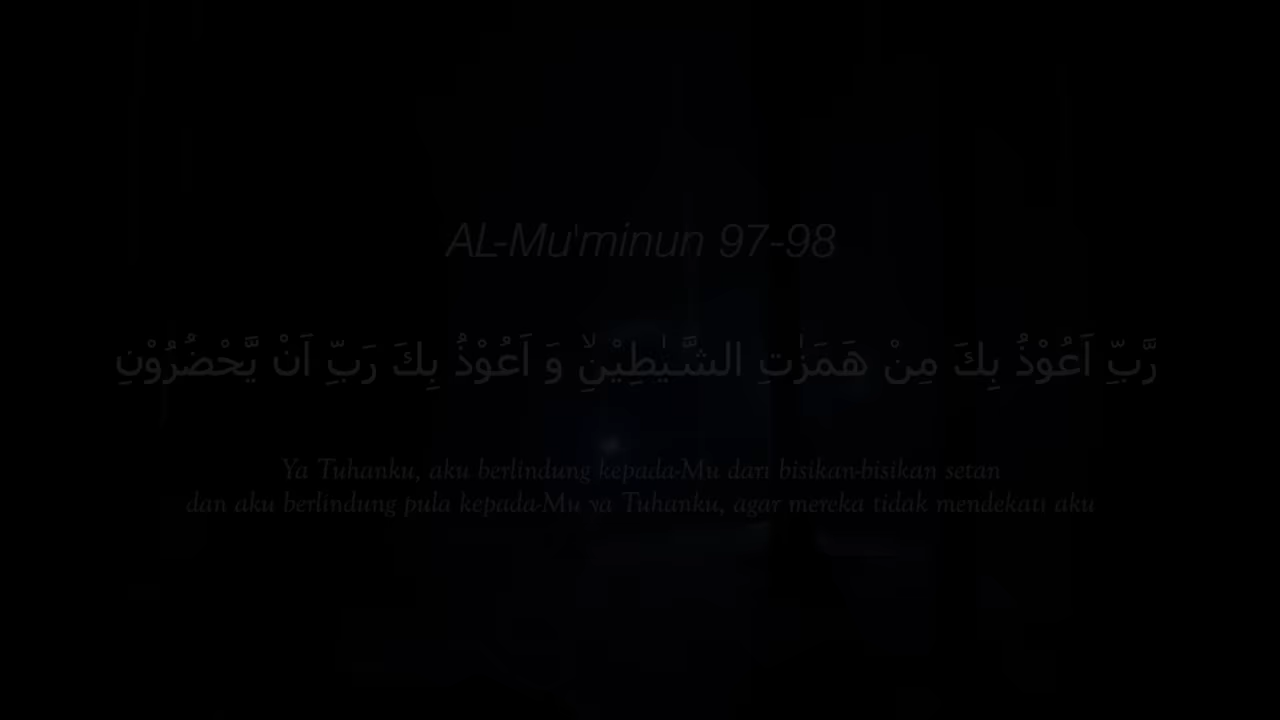 AL-Mu'minun 97-98
رَّبِّ اَعُوْذُ بِكَ مِنْ هَمَزٰتِ الشَّيٰطِيْنِۙ وَ اَعُوْذُ بِكَ رَبِّ اَنْ يَّحْضُرُوْنِ
Ya Tuhanku, aku berlindung kepada-Mu dari bisikan-bisikan setan
dan aku berlindung pula kepada-Mu ya Tuhanku, agar mereka tidak mendekati aku